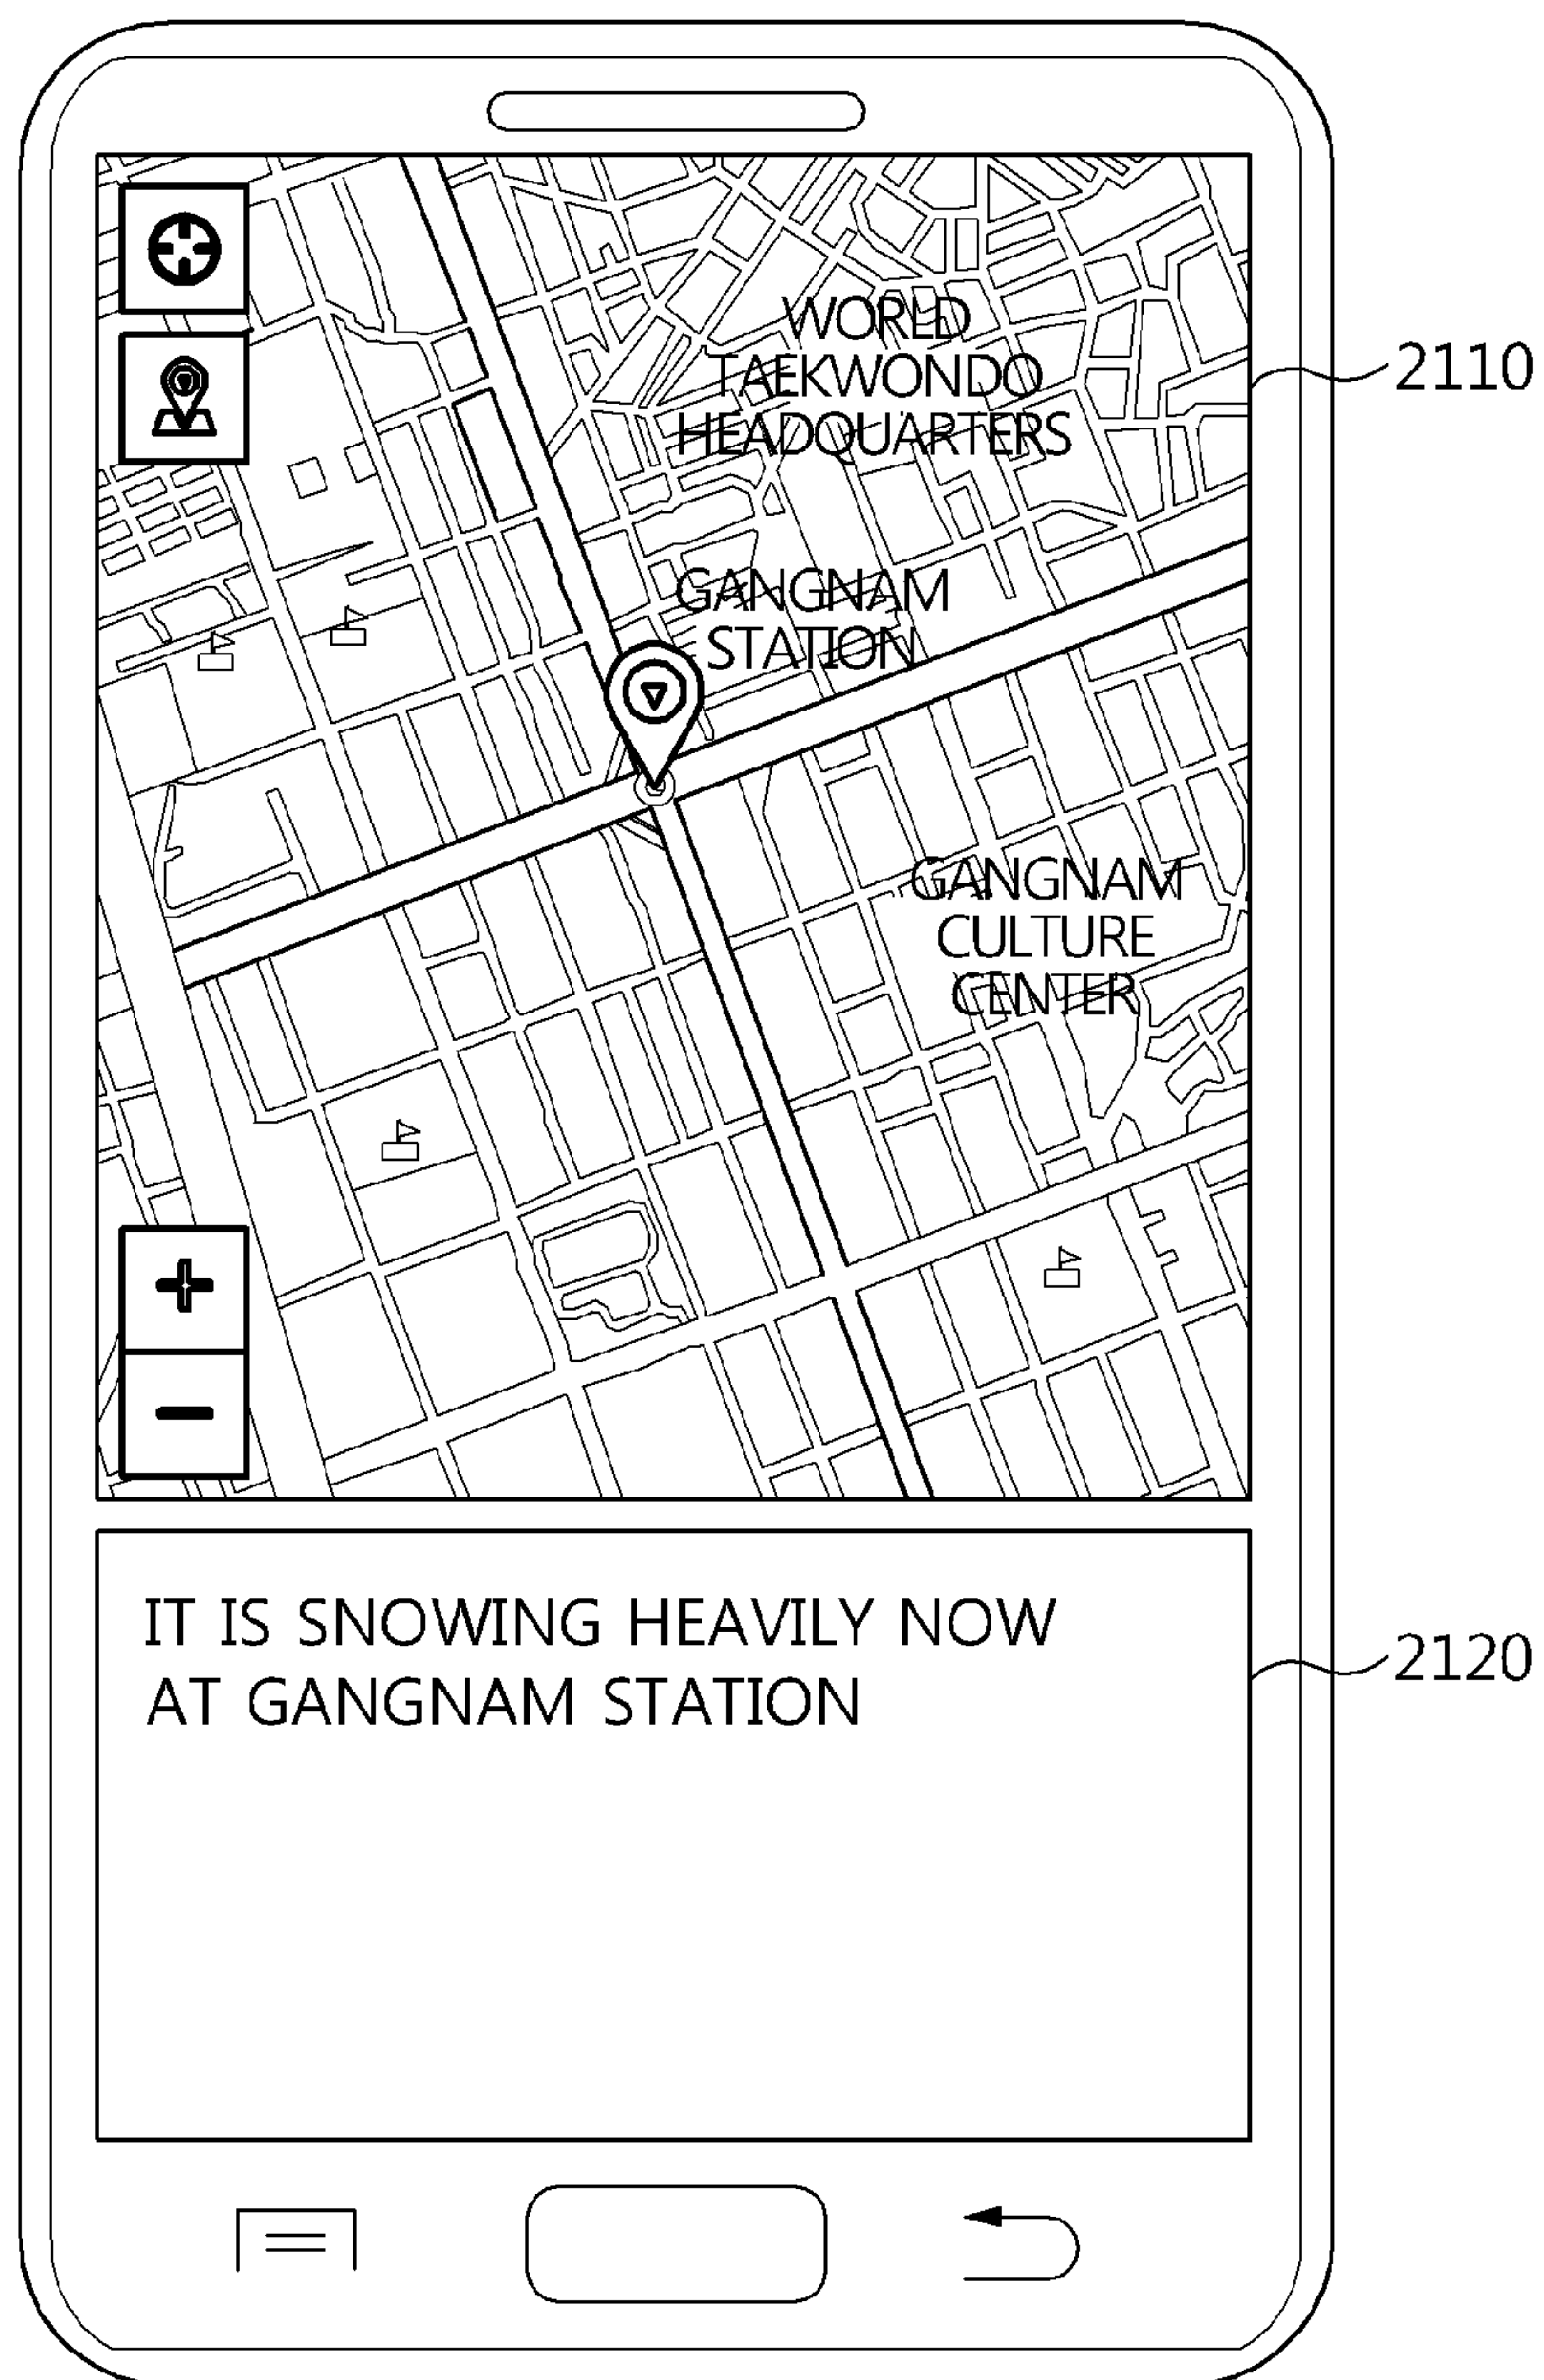 WORLD
TAEKWONDO
HEADQUARTERS
2110
GANGNAM
STATION
GANGNAM
CULTURE
CENTER
IT IS SNOWING HEAVILY NOW
AT GANGNAM STATION
2120